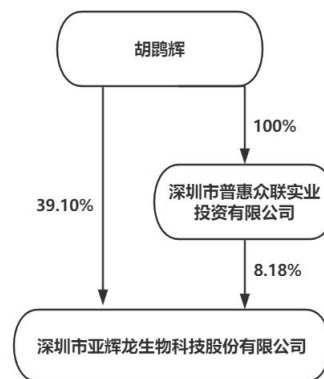 胡鹍辉
100%
深圳市普惠众联实业
投资有限公司
39.10%
8.18%
深圳市亚辉龙生物科技股份有限公司